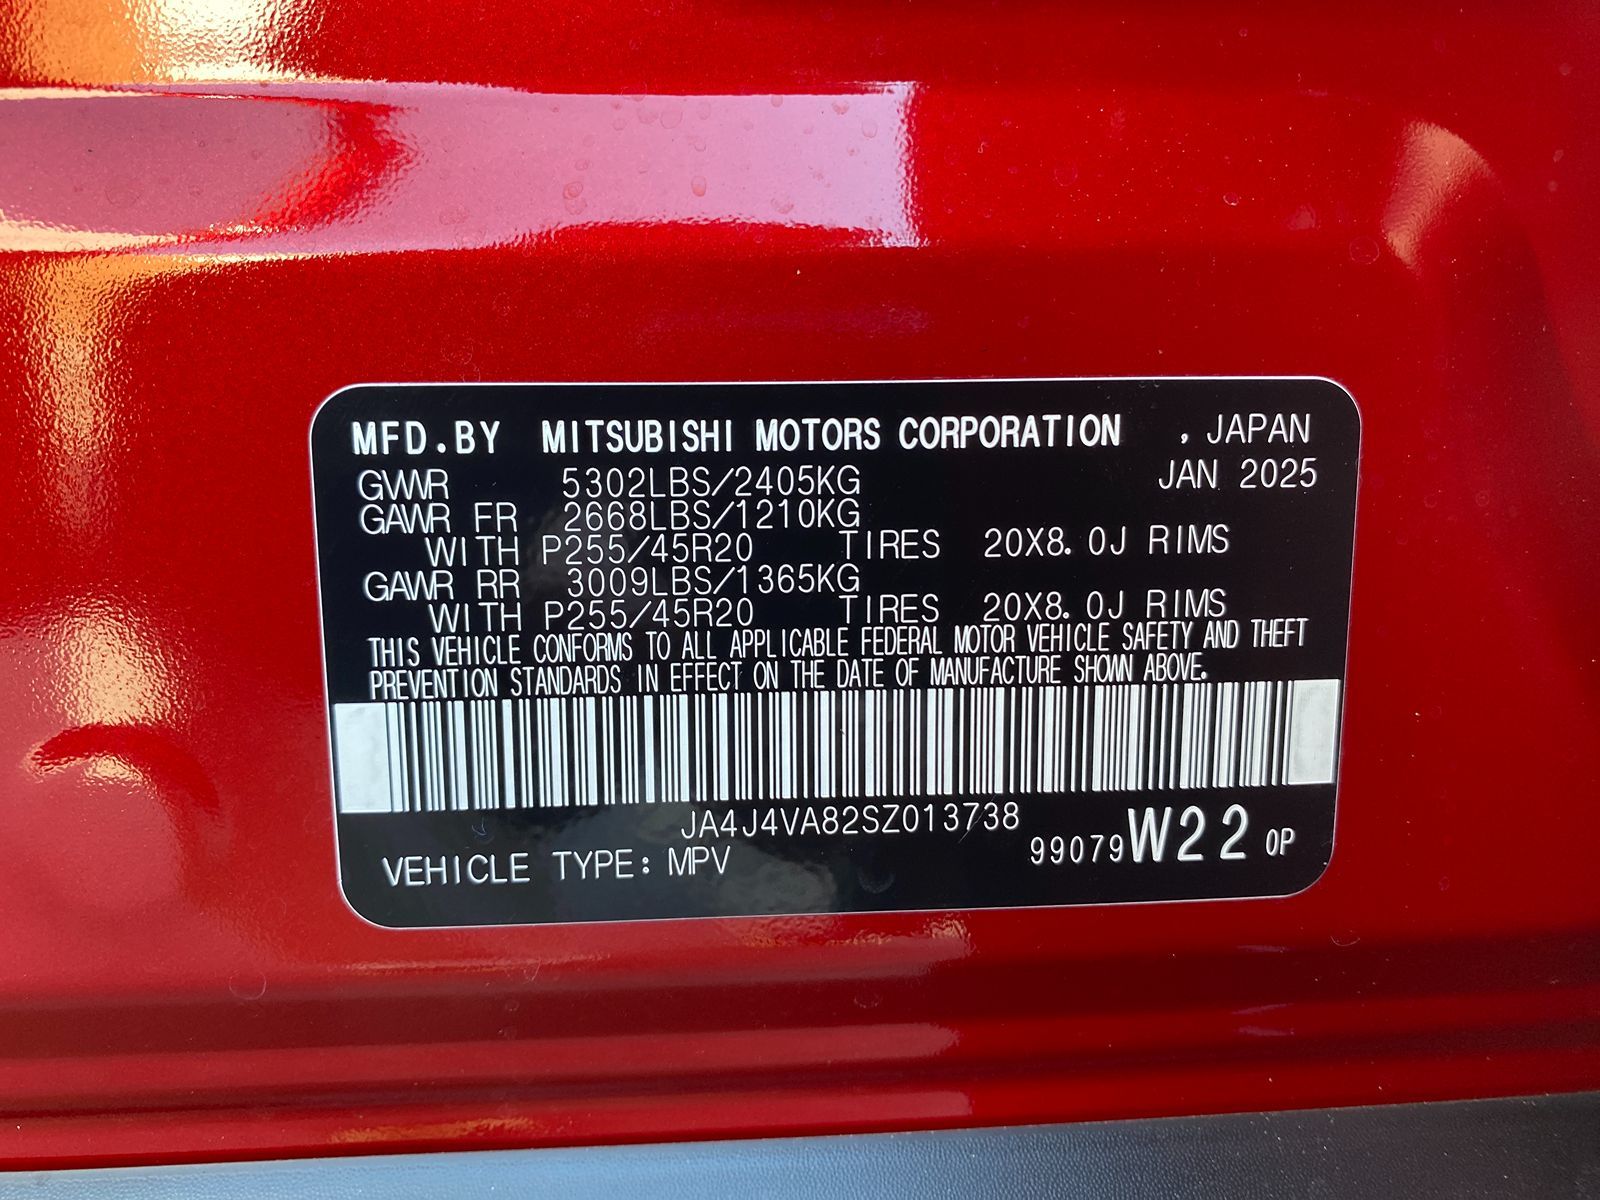 MFD.BY MITSUBISHI MOTORS CORPORATION , JAPAN
GVWR 5302LBS/2405KG JAN 2025
GAWR FR 2668LBS/1210KG
WITH P255/45R20 TIRES 20X8.0J RIMS
GAWR RR 3009LBS/1365KG
WITH P255/45R20 TIRES 20X8.0J RIMS
THIS VEHICLE CONFORMS TO ALL APPLICABLE FEDERAL MOTOR VEHICLE SAFETY AND THEFT
PREVENTION STANDARDS IN EFFECT ON THE DATE OF MANUFACTURE SHOWN ABOVE.
JA4J4VA82SZ013738
VEHICLE TYPE: MPV 99079 W22 0P